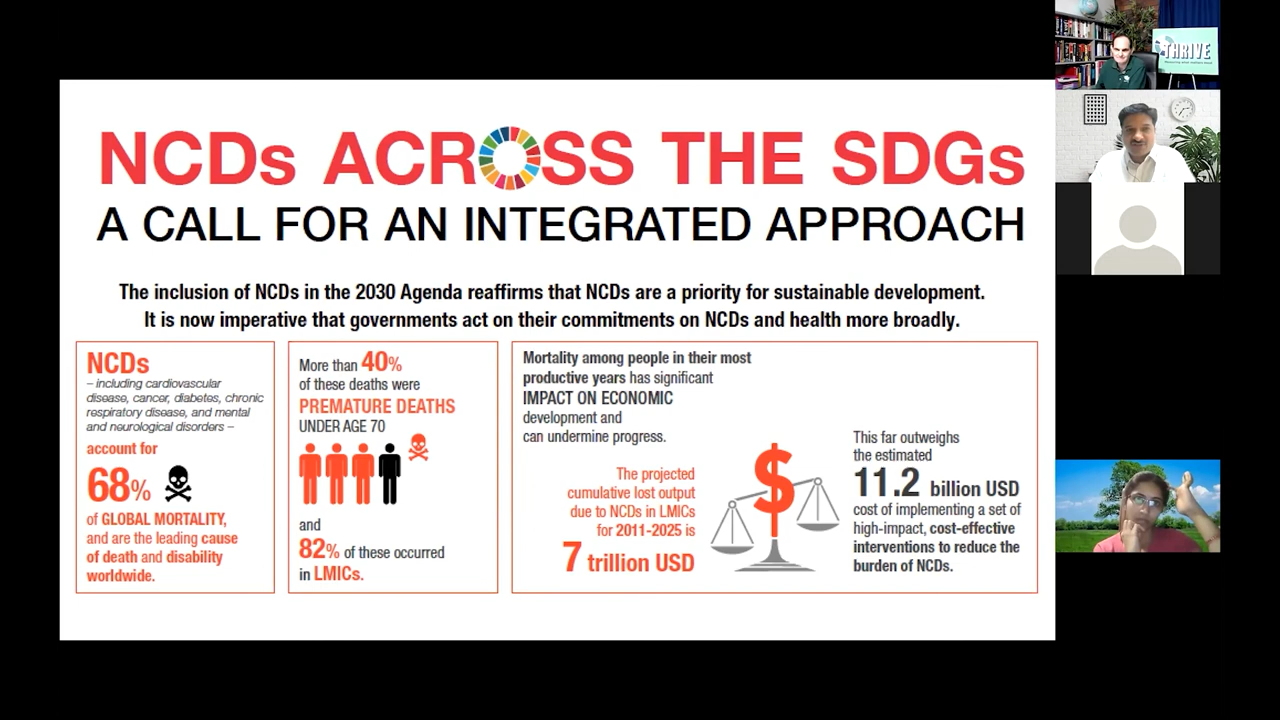 NCDs ACROSS THE SDGs
A CALL FOR AN INTEGRATED APPROACH
The inclusion of NCDs in the 2030 Agenda reaffirms that NCDs are a priority for sustainable development.
It is now imperative that governments act on their commitments on NCDs and health more broadly.
NCDs
– including cardiovascular
disease, cancer, diabetes, chronic
respiratory disease, and mental
and neurological disorders –
account for
68%
of GLOBAL MORTALITY,
and are the leading cause
of death and disability
worldwide.
More than 40%
of these deaths were
PREMATURE DEATHS
UNDER AGE 70
and
82% of these occurred
in LMICs.
Mortality among people in their most
productive years has significant
IMPACT ON ECONOMIC
development and
can undermine progress.
The projected
cumulative lost output
due to NCDs in LMICs
for 2011-2025 is
7 trillion USD
$
This far outweighs
the estimated
11.2 billion USD
cost of implementing a set of
high-impact, cost-effective
interventions to reduce the
burden of NCDs.
THRIVE